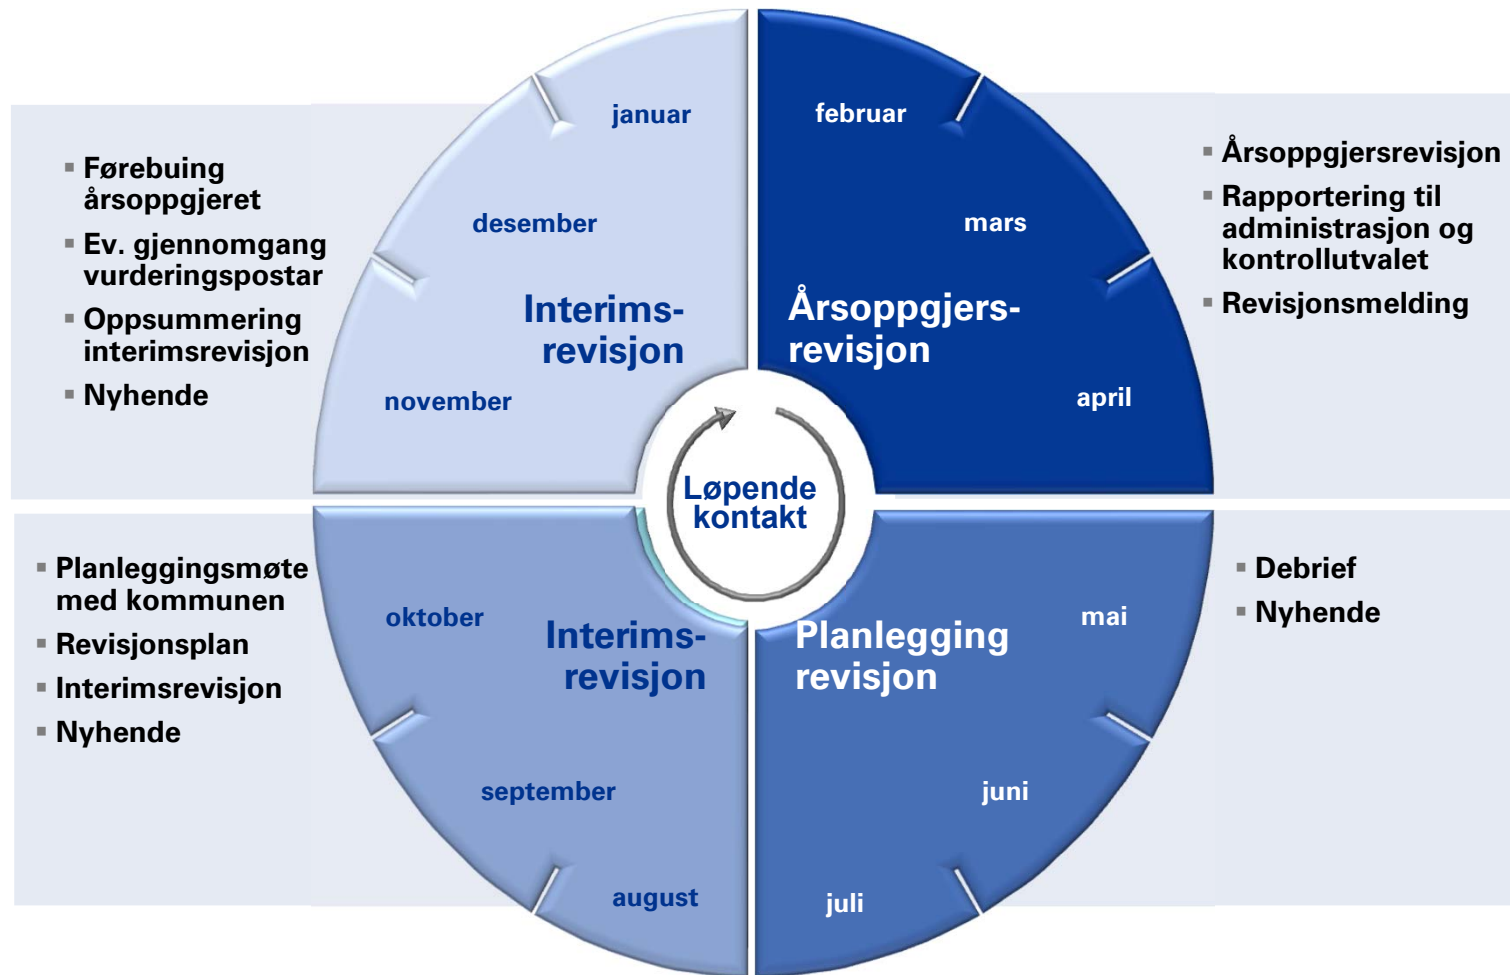 januar
desember
november
Interims-
revisjon
februar
mars
april
Årsoppgjers-
revisjon
▪ Førebuing
årsoppgjeret
▪ Ev. gjennomgang
vurderingspostar
▪ Oppsummering
interimsrevisjon
▪ Nyhende
▪ Årsoppgjersrevisjon
▪ Rapportering til
administrasjon og
kontrollutvalet
▪ Revisjonsmelding
Løpende
kontakt
▪ Planleggingsmøte
med kommunen
▪ Revisjonsplan
▪ Interimsrevisjon
▪ Nyhende
oktober
september
august
Interims-
revisjon
Planlegging
revisjon
mai
juni
juli
▪ Debrief
▪ Nyhende